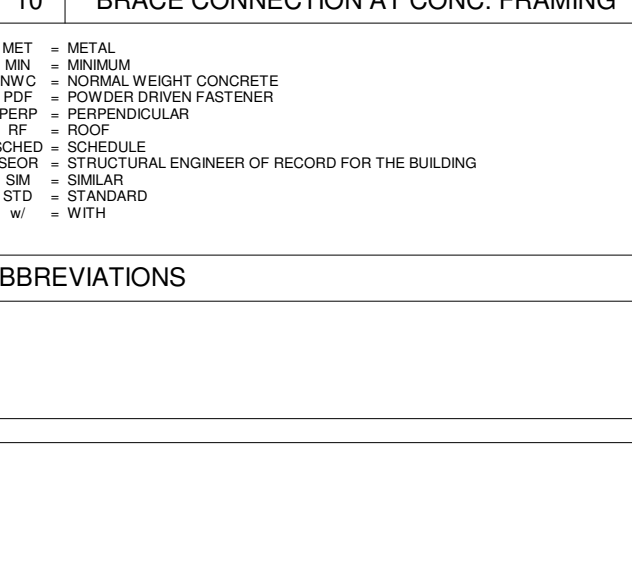 10 BRACE CONNECTION AT CONC. FRAMING
MET = METAL
MIN = MINIMUM
NWC = NORMAL WEIGHT CONCRETE
PDF = POWDER DRIVEN FASTENER
PERP = PERPENDICULAR
RF = ROOF
SCHED = SCHEDULE
SEOR = STRUCTURAL ENGINEER OF RECORD FOR THE BUILDING
SIM = SIMILAR
STD = STANDARD
w/ = WITH
BBREVIATIONS